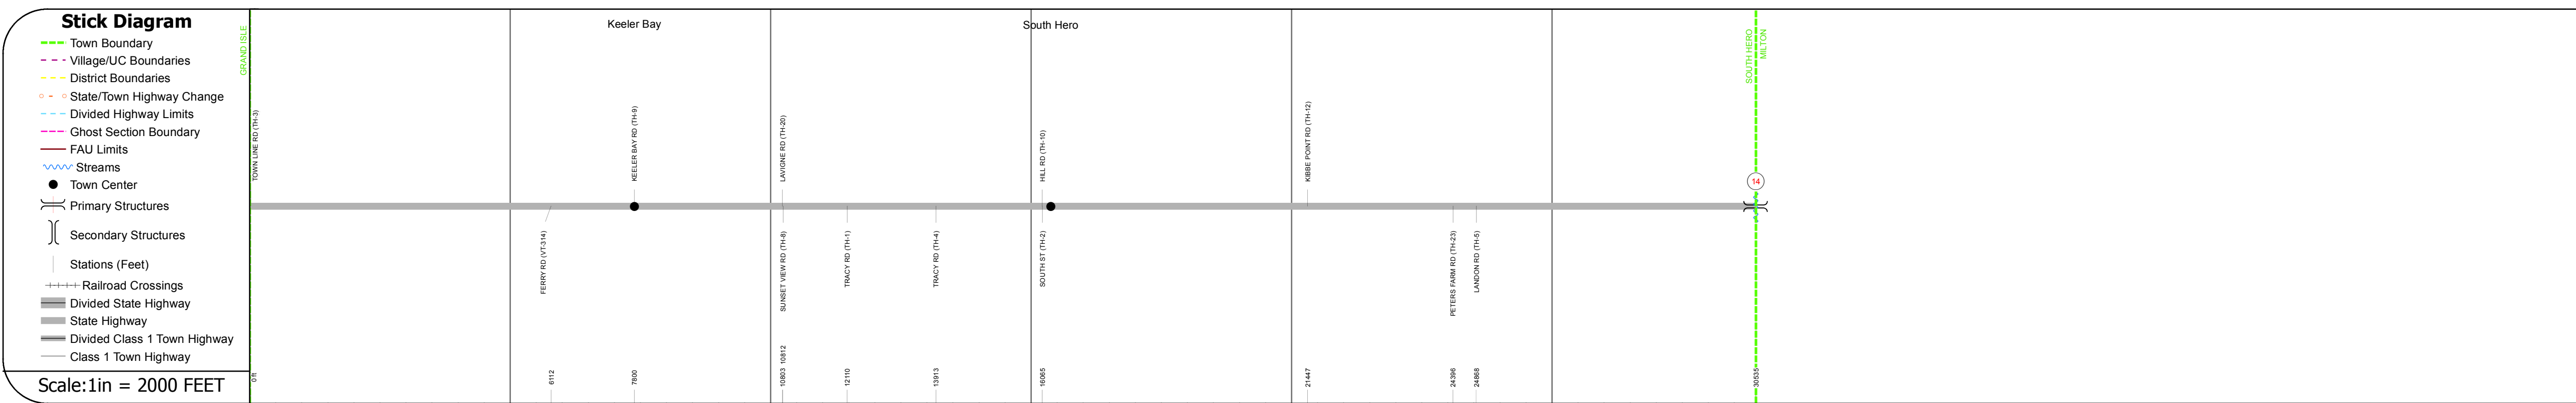 Stick Diagram
Town Boundary
Village/UC Boundaries
District Boundaries
State/Town Highway Change
Divided Highway Limits
Ghost Section Boundary
FAU Limits
Streams
Town Center
Primary Structures
Secondary Structures
Stations (Feet)
Railroad Crossings
Divided State Highway
State Highway
Divided Class 1 Town Highway
Class 1 Town Highway
Scale:1in = 2000 FEET
Keeler Bay
South Hero
GRAND ISLE
SOUTH HERO
MILTON
TOWN LINE RD (TH-3)
KEELER BAY RD (TH-9)
LAVIGNE RD (TH-20)
HILL RD (TH-10)
KIBBE POINT RD (TH-12)
14
FERRY RD (VT-314)
SUNSET VIEW RD (TH-8)
TRACY RD (TH-1)
TRACY RD (TH-4)
SOUTH ST (TH-2)
PETERS FARM RD (TH-23)
LANDON RD (TH-5)
0 ft
6112
7800
10803 10812
12110
13913
16065
21447
24396
24868
30535